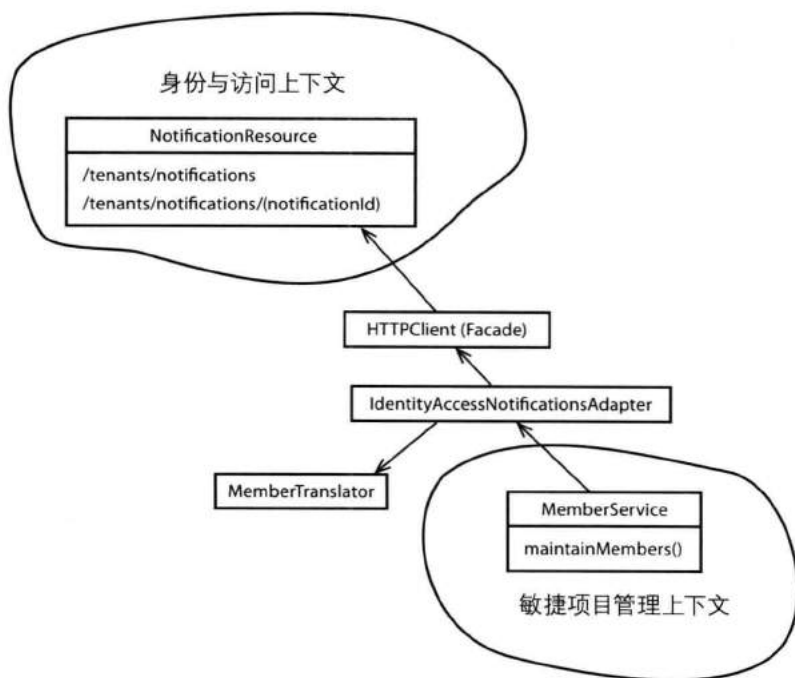 身份与访问上下文
NotificationResource
/tenants/notifications
/tenants/notifications/(notificationId)
HTTPClient (Facade)
IdentityAccessNotificationsAdapter
MemberTranslator
MemberService
maintainMembers()
敏捷项目管理上下文